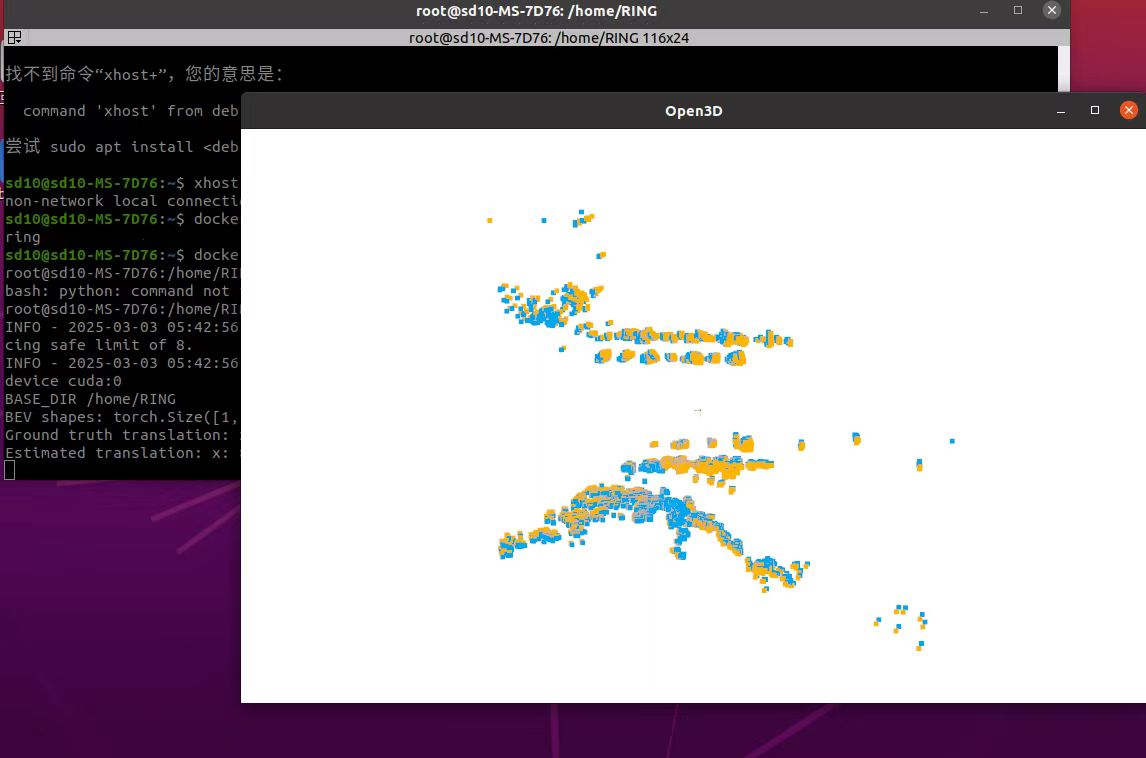 root@sd10-MS-7D76: /home/RING
root@sd10-MS-7D76: /home/RING 116x24
找不到命令“xhost+”，您的意思是：
command 'xhost' from deb
尝试 sudo apt install <deb
sd10@sd10-MS-7D76:~$ xhost
non-network local connecti
sd10@sd10-MS-7D76:~$ docke
ring
sd10@sd10-MS-7D76:~$ docke
root@sd10-MS-7D76:/home/RI
bash: python: command not
root@sd10-MS-7D76:/home/RI
INFO - 2025-03-03 05:42:56
cing safe limit of 8.
INFO - 2025-03-03 05:42:56
device cuda:0
BASE_DIR /home/RING
BEV shapes: torch.Size([1,
Ground truth translation:
Estimated translation: x:
Open3D